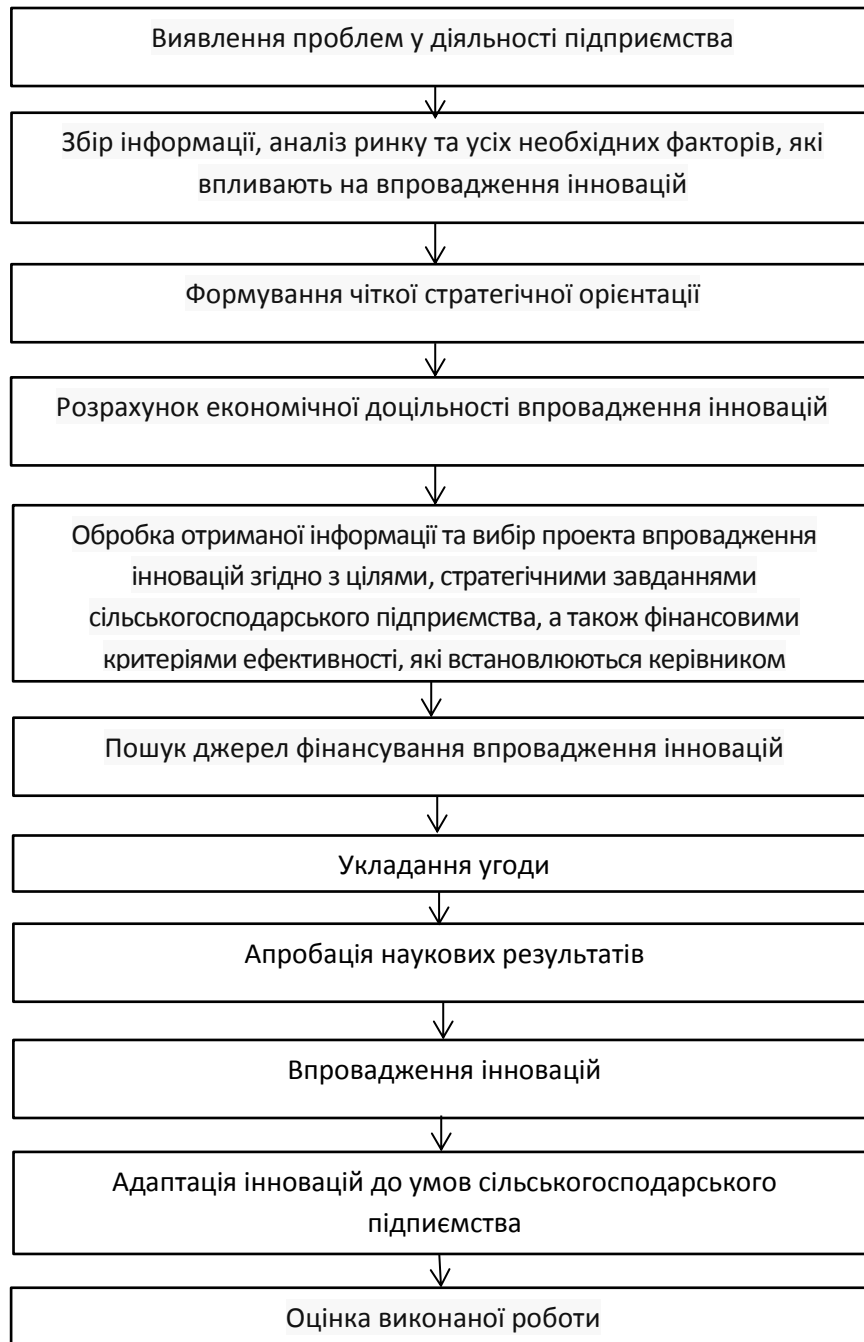 Виявлення проблем у діяльності підприємства
Збір інформації, аналіз ринку та усіх необхідних факторів, які
впливають на впровадження інновацій
Формування чіткої стратегічної орієнтації
Розрахунок економічної доцільності впровадження інновацій
Обробка отриманої інформації та вибір проекта впровадження
інновацій згідно з цілями, стратегічними завданнями
сільськогосподарського підприємства, а також фінансовими
критеріями ефективності, які встановлюються керівником
Пошук джерел фінансування впровадження інновацій
Укладання угоди
Апробація наукових результатів
Впровадження інновацій
Адаптація інновацій до умов сільськогосподарського
підпиємства
Оцінка виконаної роботи